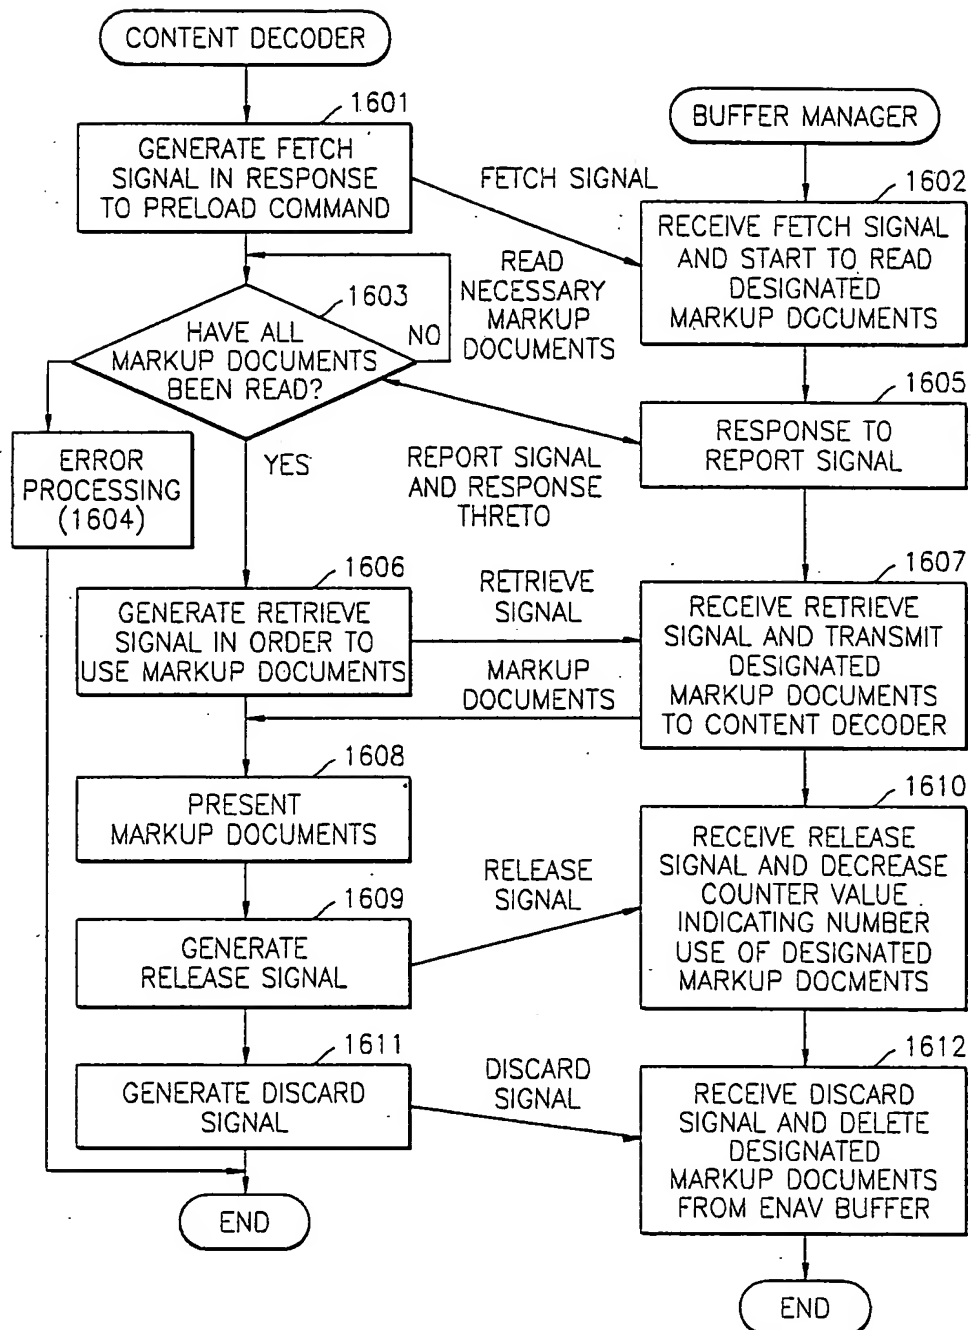 CONTENT DECODER
1601
GENERATE FETCH
SIGNAL IN RESPONSE
TO PRELOAD COMMAND
FETCH SIGNAL
BUFFER MANAGER
1602
RECEIVE FETCH SIGNAL
AND START TO READ
DESIGNATED
MARKUP DOCUMENTS
1603
HAVE ALL
MARKUP DOCUMENTS
BEEN READ?
NO
READ
NECESSARY
MARKUP
DOCUMENTS
YES
ERROR
PROCESSING
(1604)
1605
RESPONSE TO
REPORT SIGNAL
REPORT SIGNAL
AND RESPONSE
THRETO
1606
GENERATE RETRIEVE
SIGNAL IN ORDER TO
USE MARKUP DOCUMENTS
RETRIEVE
SIGNAL
MARKUP
DOCUMENTS
1607
RECEIVE RETRIEVE
SIGNAL AND TRANSMIT
DESIGNATED
MARKUP DOCUMENTS
TO CONTENT DECODER
1608
PRESENT
MARKUP DOCUMENTS
1609
GENERATE
RELEASE SIGNAL
RELEASE
SIGNAL
1610
RECEIVE RELEASE
SIGNAL AND DECREASE
COUNTER VALUE
INDICATING NUMBER
USE OF DESIGNATED
MARKUP DOCMENTS
1611
GENERATE DISCARD
SIGNAL
DISCARD
SIGNAL
1612
RECEIVE DISCARD
SIGNAL AND DELETE
DESIGNATED
MARKUP DOCUMENTS
FROM ENAV BUFFER
END
END